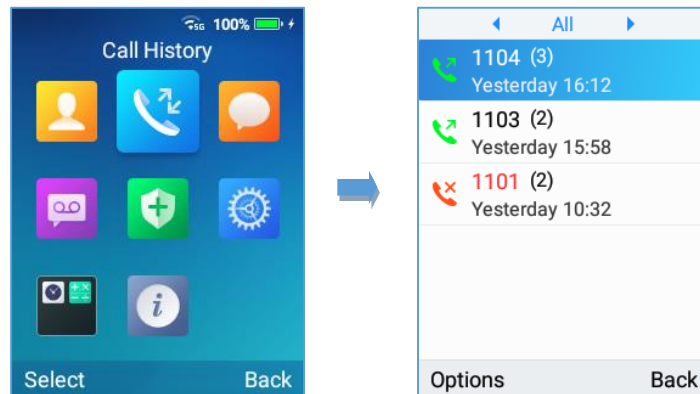 5G 100%
Call History
i
Select Back
All
1104 (3)
Yesterday 16:12
1103 (2)
Yesterday 15:58
1101 (2)
Yesterday 10:32
Options Back